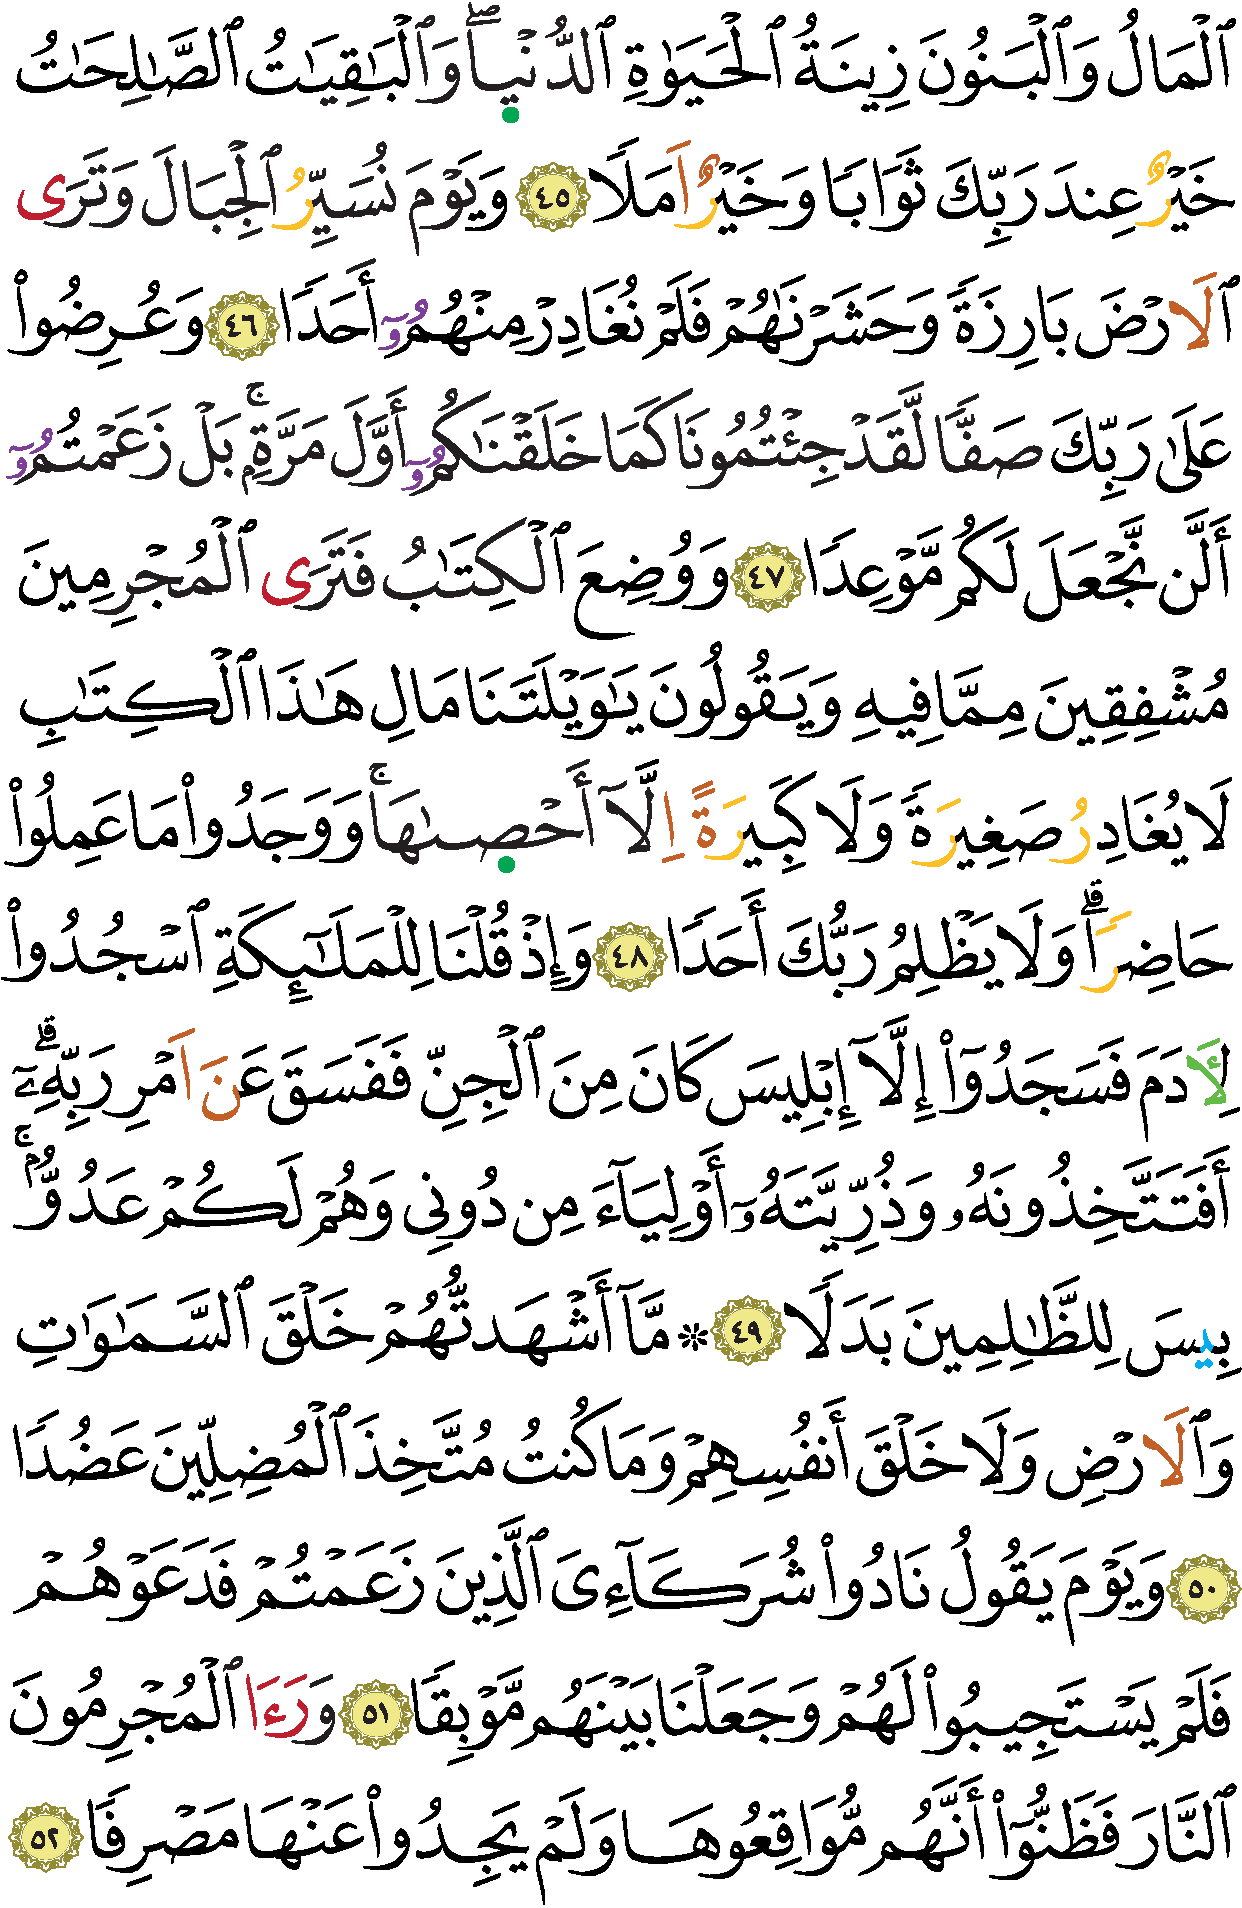 ٱلۡمَالُ وَٱلۡبَنُونَ زِينَةُ ٱلۡحَيَوٰةِ ٱلدُّنۡيَاۖ وَٱلۡبَٰقِيَٰتُ ٱلصَّٰلِحَٰتُ
خَيۡرٌ عِندَ رَبِّكَ ثَوَابٗا وَخَيۡرٌ اَمَلٗا ٤٥ وَيَوۡمَ نُسَيِّرُ ٱلۡجِبَالَ وَتَرَى
ٱلَارۡضَ بَارِزَةٗ وَحَشَرۡنَٰهُمۡ فَلَمۡ نُغَادِرۡ مِنۡهُمُۥٓ أَحَدٗا ٤٦ وَعُرِضُواْ
عَلَىٰ رَبِّكَ صَفّٗا لَّقَدۡ جِئۡتُمُونَا كَمَا خَلَقۡنَٰكُمُۥٓ أَوَّلَ مَرَّةِۢۚ بَلۡ زَعَمۡتُمُۥٓ
أَلَّن نَّجۡعَلَ لَكُم مَّوۡعِدٗا ٤٧ وَوُضِعَ ٱلۡكِتَٰبُ فَتَرَى ٱلۡمُجۡرِمِينَ
مُشۡفِقِينَ مِمَّا فِيهِ وَيَقُولُونَ يَٰوَيۡلَتَنَا مَالِ هَٰذَا ٱلۡكِتَٰبِ
لَا يُغَادِرُ صَغِيرَةٗ وَلَا كَبِيرَةً اِلَّآ أَحۡصَىٰهَاۚ وَوَجَدُواْ مَا عَمِلُواْ
حَاضِرٗاۗ وَلَا يَظۡلِمُ رَبُّكَ أَحَدٗا ٤٨ وَإِذۡ قُلۡنَا لِلۡمَلَٰٓئِكَةِ ٱسۡجُدُواْ
لِأٓدَمَ فَسَجَدُوٓاْ إِلَّآ إِبۡلِيسَ كَانَ مِنَ ٱلۡجِنِّ فَفَسَقَ عَنَ اَمۡرِ رَبِّهِۦٓۗ
أَفَتَتَّخِذُونَهُۥ وَذُرِّيَّتَهُۥٓ أَوۡلِيَآءَ مِن دُونِي وَهُمۡ لَكُمۡ عَدُوُّۢۚ
بِيسَ لِلظَّٰلِمِينَ بَدَلٗا ٤٩ ۞ مَّآ أَشۡهَدتُّهُمۡ خَلۡقَ ٱلسَّمَٰوَٰتِ
وَٱلَارۡضِ وَلَا خَلۡقَ أَنفُسِهِمۡ وَمَا كُنتُ مُتَّخِذَ ٱلۡمُضِلِّينَ عَضُدٗا
٥٠ وَيَوۡمَ يَقُولُ نَادُواْ شُرَكَآءِيَ ٱلَّذِينَ زَعَمۡتُمۡ فَدَعَوۡهُمۡ
فَلَمۡ يَسۡتَجِيبُواْ لَهُمۡ وَجَعَلۡنَا بَيۡنَهُم مَّوۡبِقٗا ٥١ وَرَءَا ٱلۡمُجۡرِمُونَ
ٱلنَّارَ فَظَنُّوٓاْ أَنَّهُم مُّوَاقِعُوهَا وَلَمۡ يَجِدُواْ عَنۡهَا مَصۡرِفٗا ٥٢